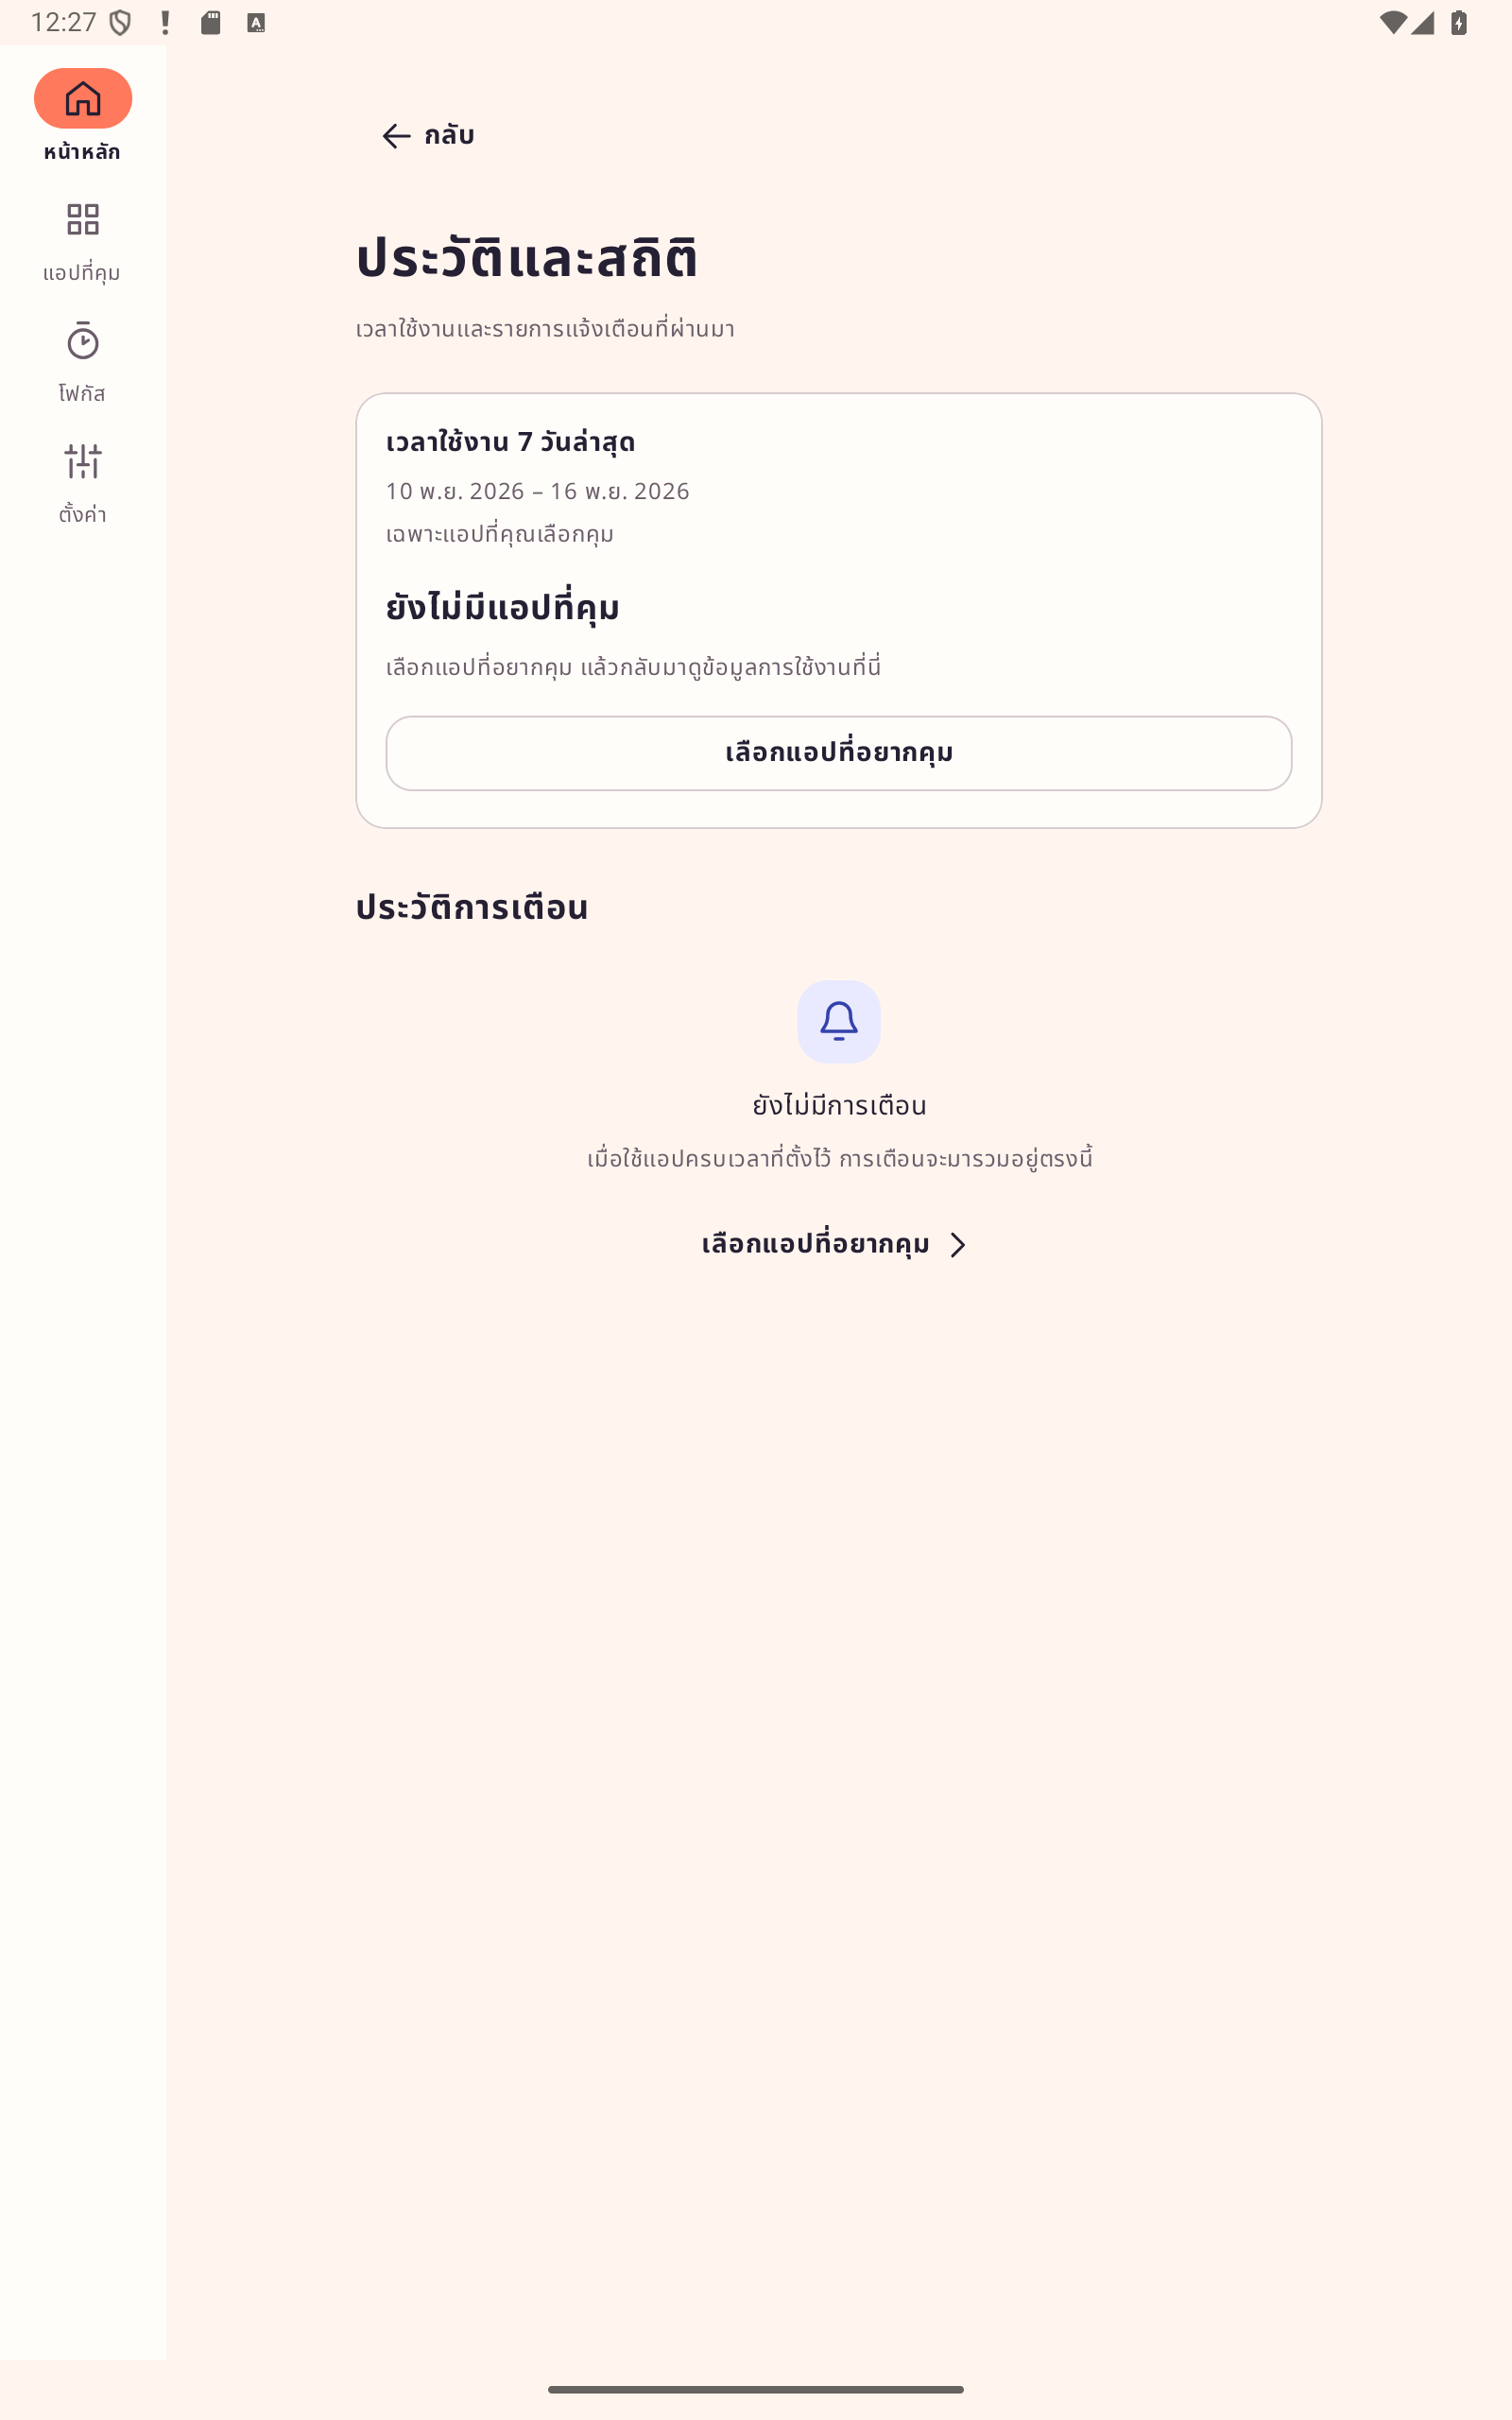 12:27
หน้าหลัก
แอปที่คุม
โฟกัส
ตั้งค่า
กลับ
ประวัติและสถิติ
เวลาใช้งานและรายการแจ้งเตือนที่ผ่านมา
เวลาใช้งาน 7 วันล่าสุด
10 พ.ย. 2026 – 16 พ.ย. 2026
เฉพาะแอปที่คุณเลือกคุม
ยังไม่มีแอปที่คุม
เลือกแอปที่อยากคุม แล้วกลับมาดูข้อมูลการใช้งานที่นี่
เลือกแอปที่อยากคุม
ประวัติการเตือน
ยังไม่มีการเตือน
เมื่อใช้แอปครบเวลาที่ตั้งไว้ การเตือนจะมารวมอยู่ตรงนี้
เลือกแอปที่อยากคุม